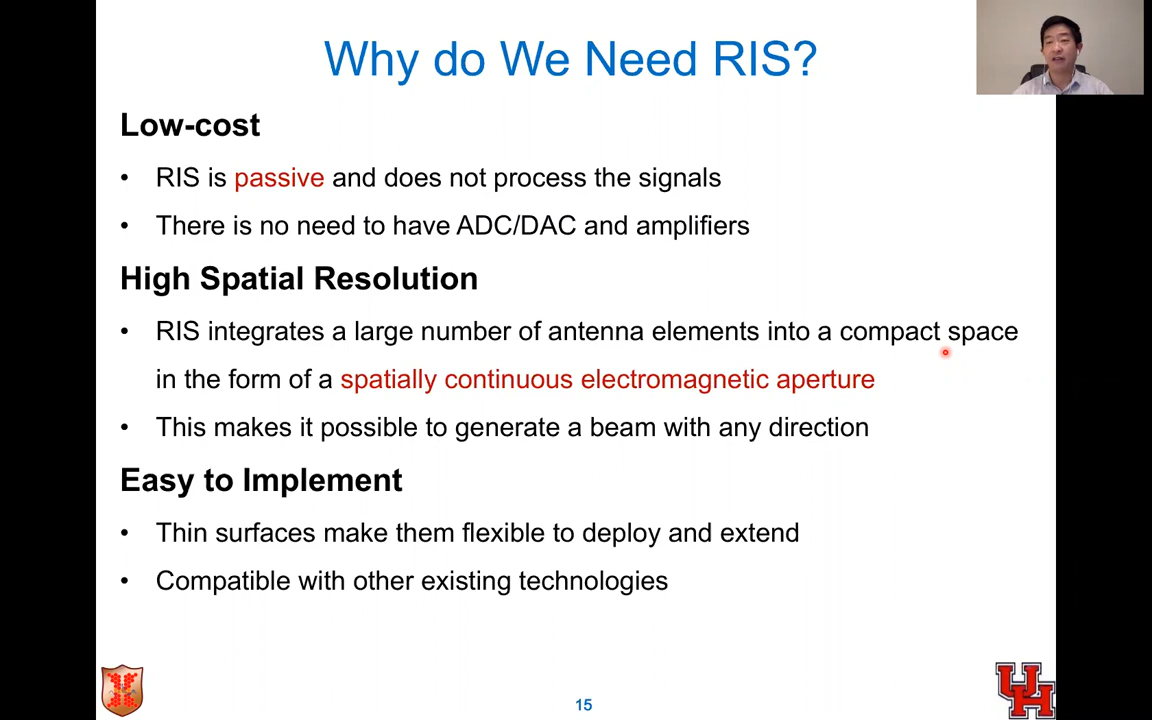 Why do We Need RIS?
Low-cost
• RIS is passive and does not process the signals
• There is no need to have ADC/DAC and amplifiers
High Spatial Resolution
• RIS integrates a large number of antenna elements into a compact space
in the form of a spatially continuous electromagnetic aperture
• This makes it possible to generate a beam with any direction
Easy to Implement
• Thin surfaces make them flexible to deploy and extend
• Compatible with other existing technologies
15
UH